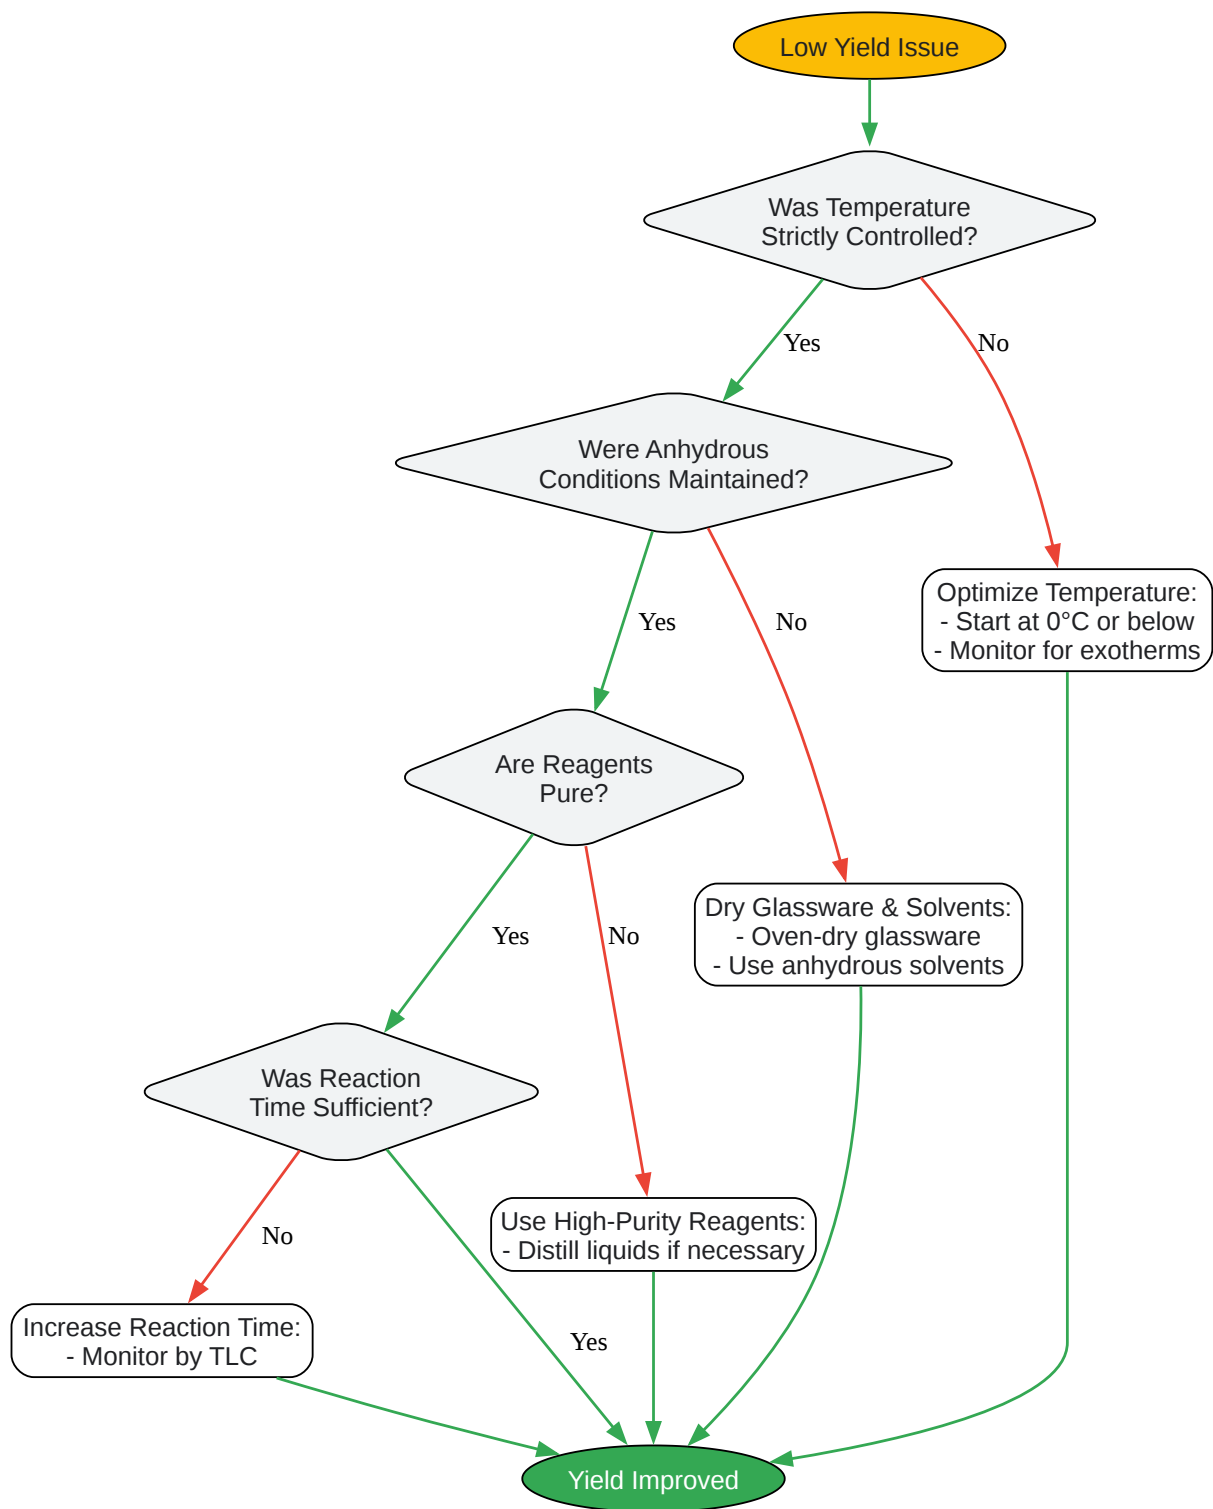 Low Yield Issue
Was Temperature
Strictly Controlled?
Yes
No
Were Anhydrous
Conditions Maintained?
Optimize Temperature:
- Start at 0°C or below
- Monitor for exotherms
Yes
No
Are Reagents
Pure?
Dry Glassware & Solvents:
- Oven-dry glassware
- Use anhydrous solvents
Yes
No
Was Reaction
Time Sufficient?
Use High-Purity Reagents:
- Distill liquids if necessary
No
Yes
Increase Reaction Time:
- Monitor by TLC
Yield Improved